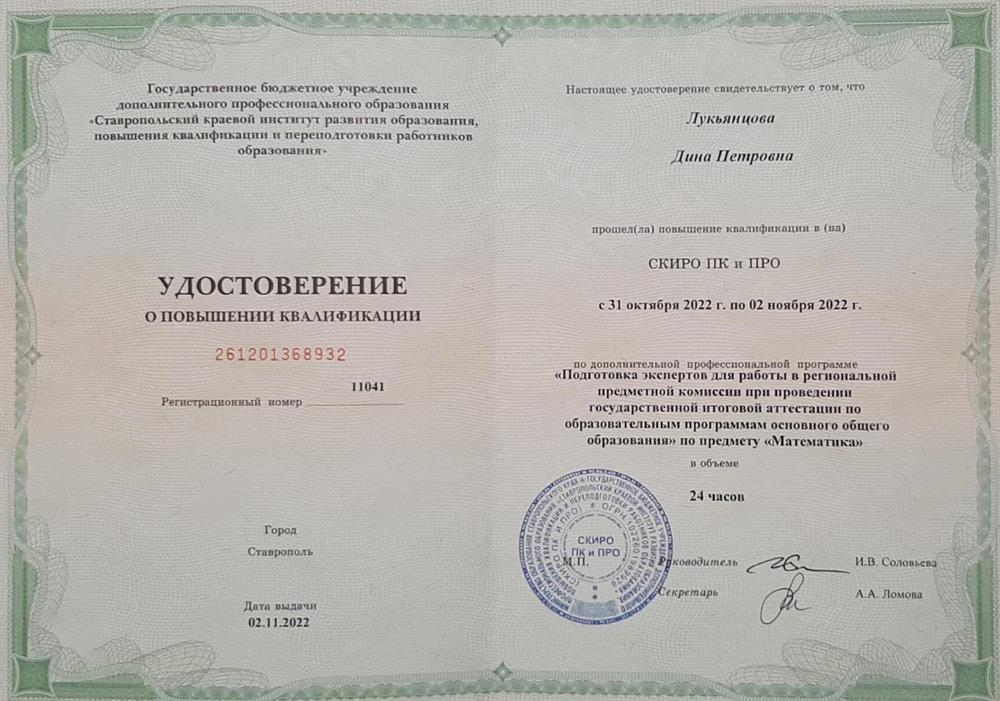 Государственное бюджетное учреждение
дополнительного профессионального образования
«Ставропольский краевой институт развития образования,
повышения квалификации и переподготовки работников
образования»
УДОСТОВЕРЕНИЕ
О ПОВЫШЕНИИ КВАЛИФИКАЦИИ
261201368932
11041
Регистрационный номер
Город
Ставрополь
Дата выдачи
02.11.2022
Настоящее удостоверение свидетельствует о том, что
Лукьянцова
Дина Петровна
прошел(ла) повышение квалификации в (на)
СКИРО ПК и ПРО
с 31 октября 2022 г. по 02 ноября 2022 г.
по дополнительной профессиональной программе
«Подготовка экспертов для работы в региональной
предметной комиссии при проведении
государственной итоговой аттестации по
образовательным программам основного общего
образования» по предмету «Математика»
в объеме
24 часов
СКИРО
ПК и ПРО
М.П.
Руководитель
И.В. Соловьева
Секретарь
А.А. Ломова